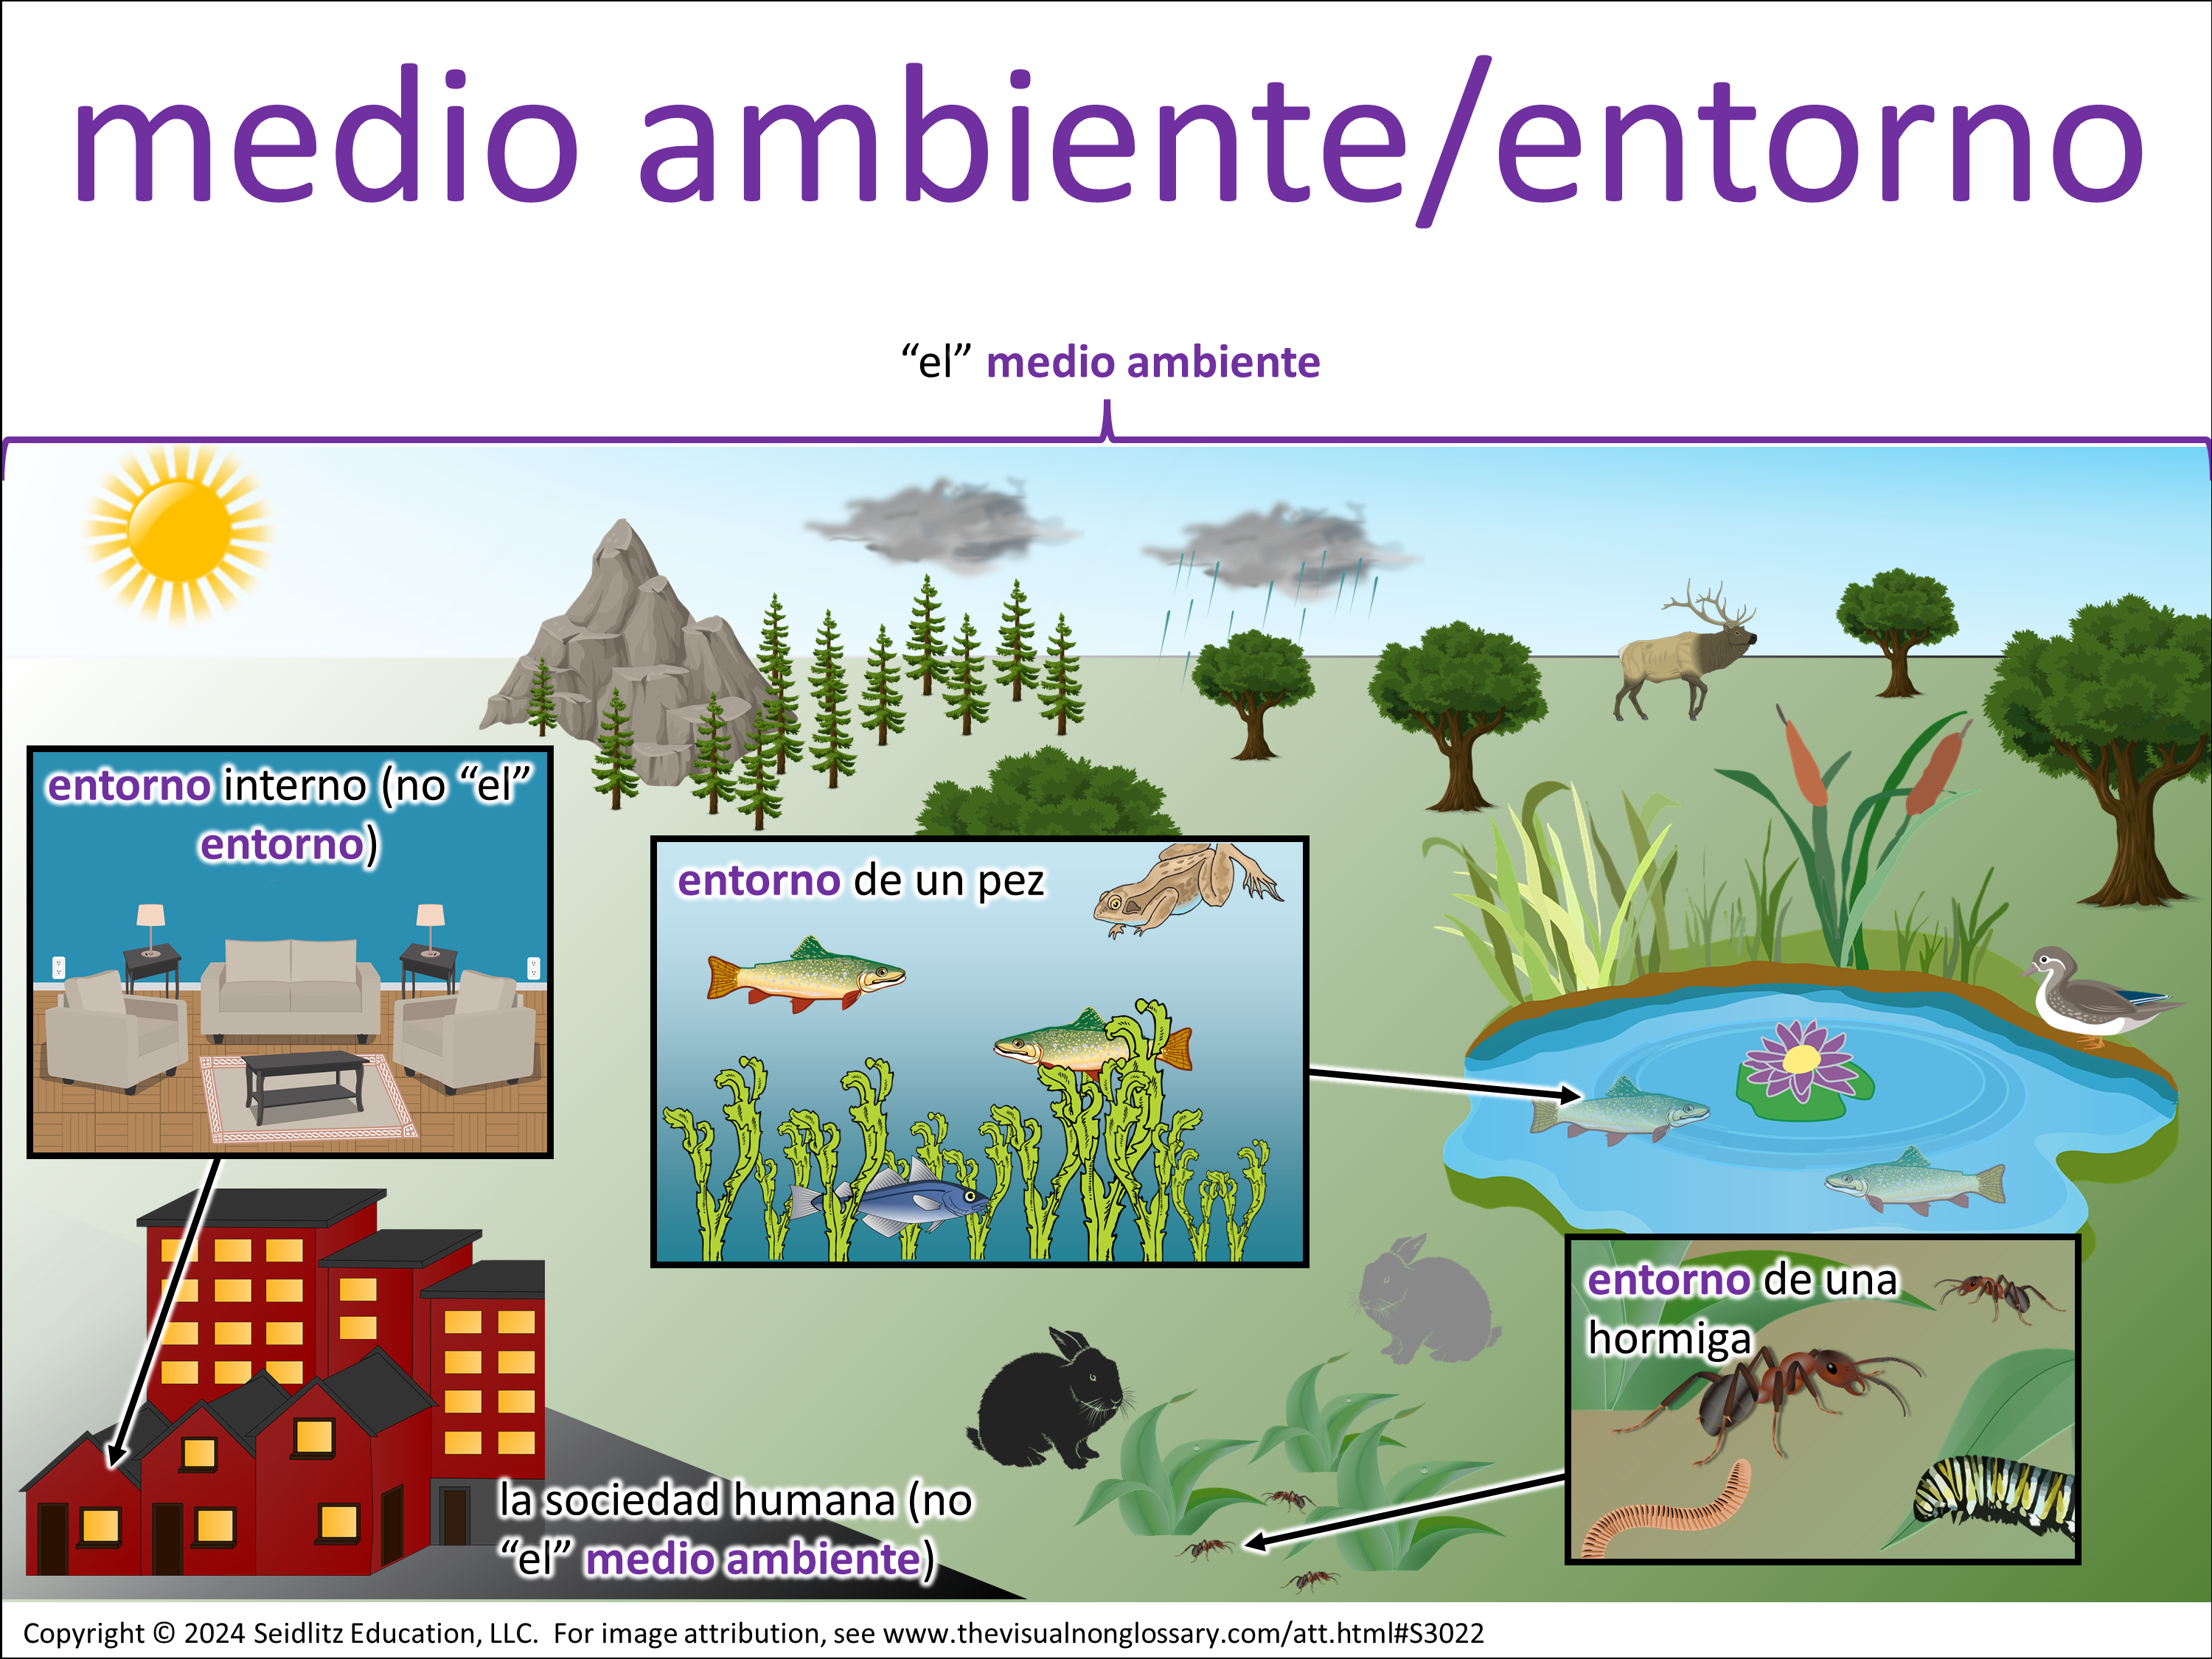 medio ambiente/entorno
“el” medio ambiente
entorno interno (no “el”
entorno)
entorno de un pez
entorno de una
hormiga
la sociedad humana (no
“el” medio ambiente)
Copyright © 2024 Seidlitz Education, LLC.  For image attribution, see www.thevisualnonglossary.com/att.html#S3022